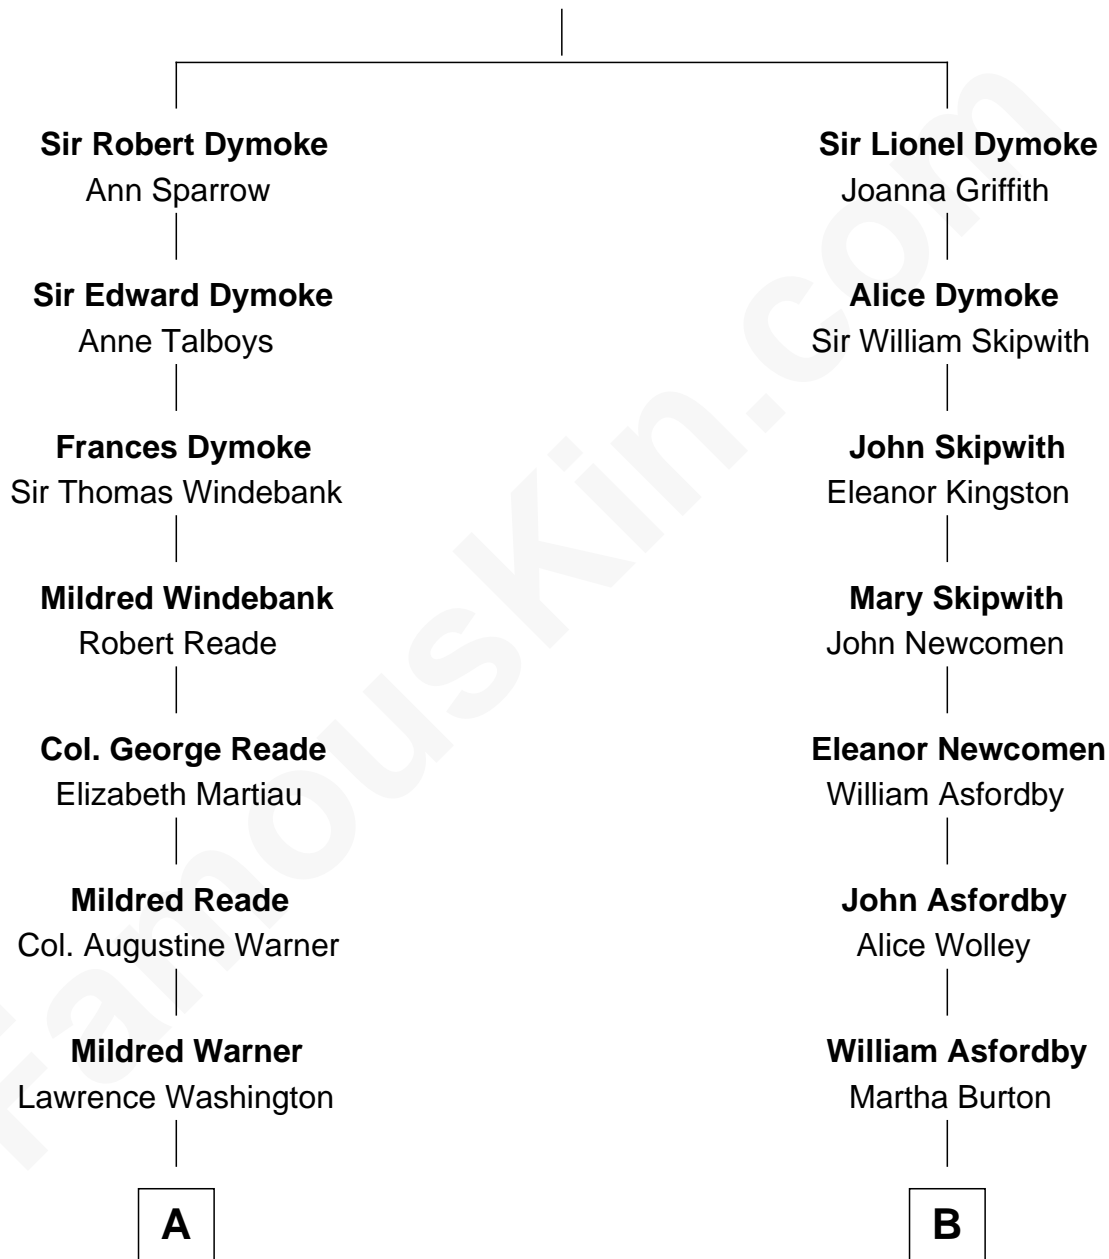 Sir Robert Dymoke
Ann Sparrow
Sir Edward Dymoke
Anne Talboys
Frances Dymoke
Sir Thomas Windebank
Mildred Windebank
Robert Reade
Col. George Reade
Elizabeth Martiau
Mildred Reade
Col. Augustine Warner
Mildred Warner
Lawrence Washington
A
Sir Lionel Dymoke
Joanna Griffith
Alice Dymoke
Sir William Skipwith
John Skipwith
Eleanor Kingston
Mary Skipwith
John Newcomen
Eleanor Newcomen
William Asfordby
John Asfordby
Alice Wolley
William Asfordby
Martha Burton
B
FamousKin.com